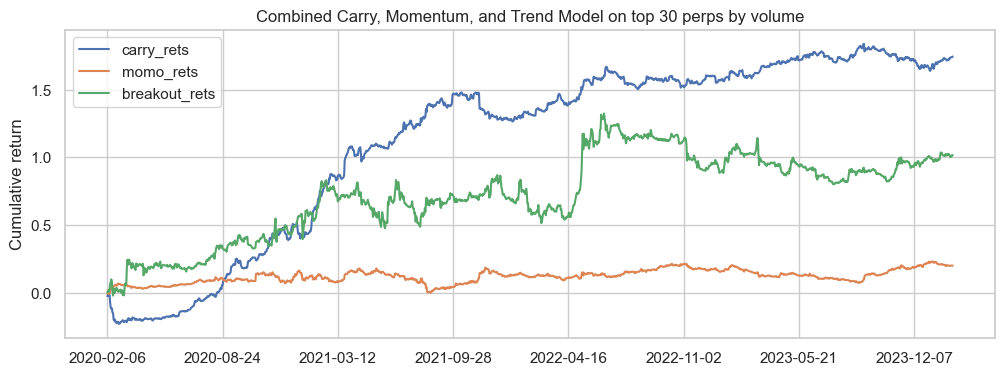 Combined Carry, Momentum, and Trend Model on top 30 perps by volume
carry_rets
momo_rets
breakout_rets
Cumulative return
1.5
1.0
0.5
0.0
2020-02-06 2020-08-24 2021-03-12 2021-09-28 2022-04-16 2022-11-02 2023-05-21 2023-12-07